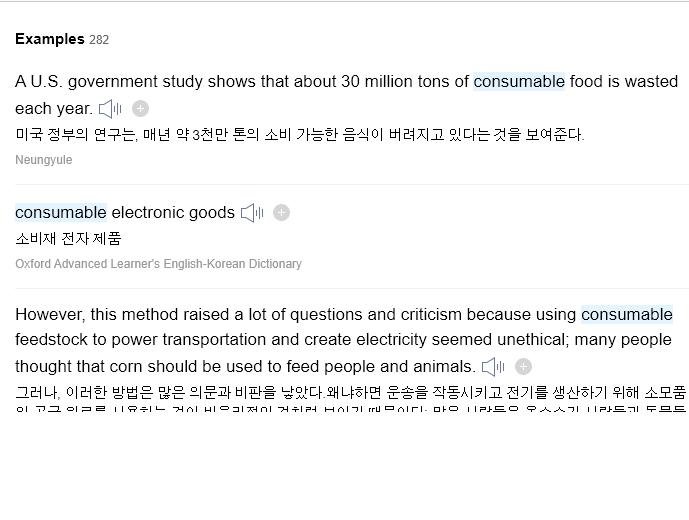 Examples 282
A U.S. government study shows that about 30 million tons of consumable food is wasted
each year.
미국 정부의 연구는, 매년 약 3천만 톤의 소비 가능한 음식이 버려지고 있다는 것을 보여준다.
Neungyule
consumable electronic goods
소비재 전자 제품
Oxford Advanced Learner's English-Korean Dictionary
However, this method raised a lot of questions and criticism because using consumable
feedstock to power transportation and create electricity seemed unethical; many people
thought that corn should be used to feed people and animals.
그러나, 이러한 방법은 많은 의문과 비판을 낳았다.왜냐하면 운송을 작동시키고 전기를 생산하기 위해 소모품